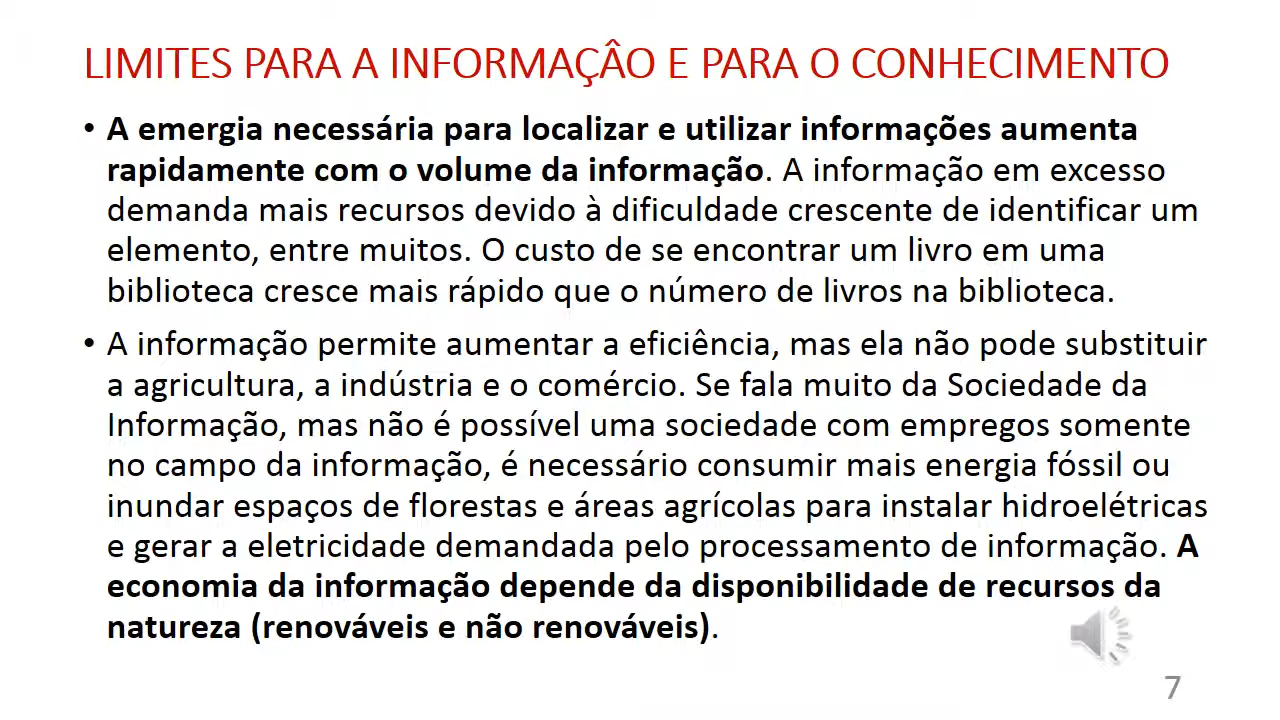 LIMITES PARA A INFORMAÇÂO E PARA O CONHECIMENTO
• A emergia necessária para localizar e utilizar informações aumenta
rapidamente com o volume da informação. A informação em excesso
demanda mais recursos devido à dificuldade crescente de identificar um
elemento, entre muitos. O custo de se encontrar um livro em uma
biblioteca cresce mais rápido que o número de livros na biblioteca.
• A informação permite aumentar a eficiência, mas ela não pode substituir
a agricultura, a indústria e o comércio. Se fala muito da Sociedade da
Informação, mas não é possível uma sociedade com empregos somente
no campo da informação, é necessário consumir mais energia fóssil ou
inundar espaços de florestas e áreas agrícolas para instalar hidroelétricas
e gerar a eletricidade demandada pelo processamento de informação. A
economia da informação depende da disponibilidade de recursos da
natureza (renováveis e não renováveis).
7